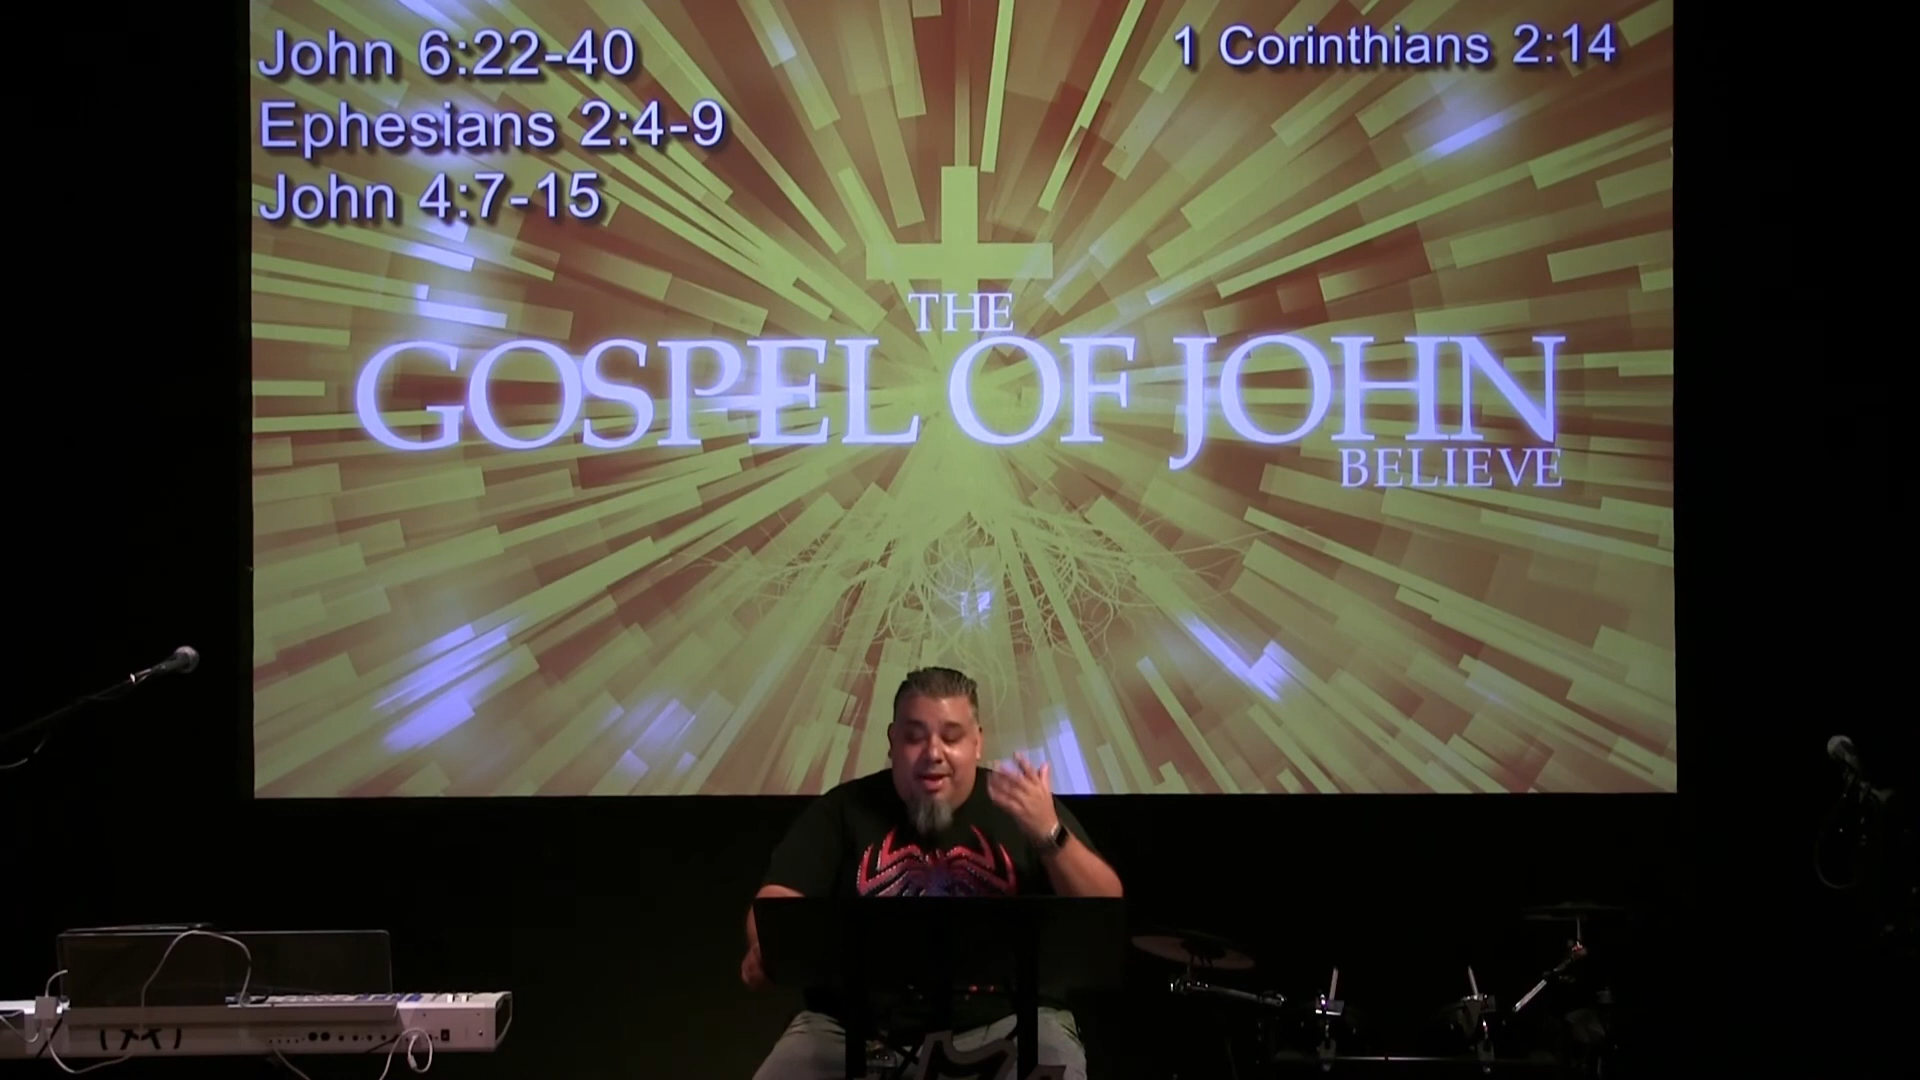 John 6:22-40
Ephesians 2:4-9
John 4:7-15
1 Corinthians 2:14
THE
GOSPEL OF JOHN
BELIEVE